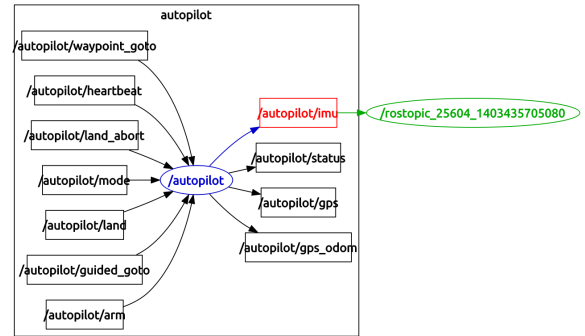 autopilot
/autopilot/waypoint_goto
/autopilot/heartbeat
/autopilot/land_abort
/autopilot/mode
/autopilot/land
/autopilot/guided_goto
/autopilot/arm
/autopilot
/autopilot/imu
/autopilot/status
/autopilot/gps
/autopilot/gps_odom
/rostopic_25604_1403435705080